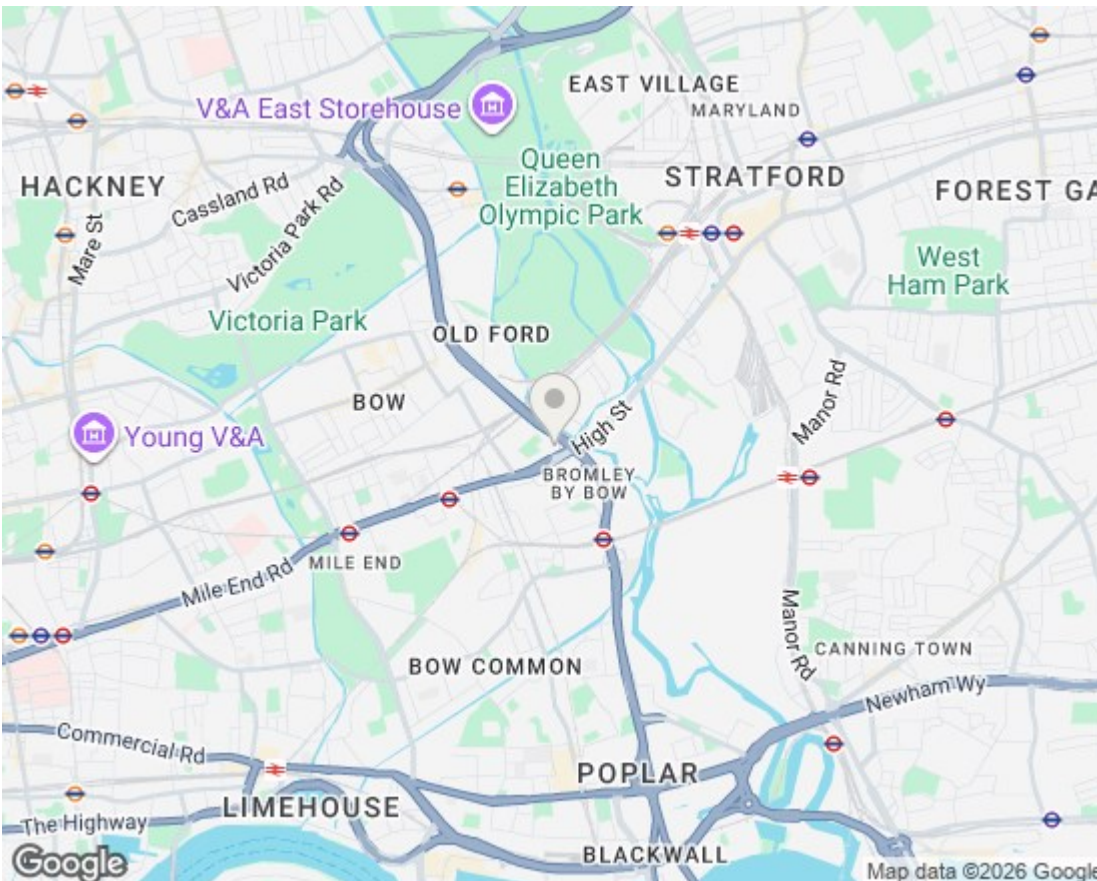 EAST VILLAGE
V&A East Storehouse
MARYLAND
Queen
Elizabeth
Olympic Park
HACKNEY
Cassland Rd
STRATFORD
FOREST GA
Mare St
Victoria Park Rd
West
Ham Park
Victoria Park
OLD FORD
BOW
Manor Rd
Young V&A
High St
BROMLEY
BY BOW
MILE END
Mile End Rd
Manor Rd
BOW COMMON
CANNING TOWN
Newham Wy
Commercial Rd
POPLAR
LIMEHOUSE
The Highway
BLACKWALL
Google
Map data ©2026 Google